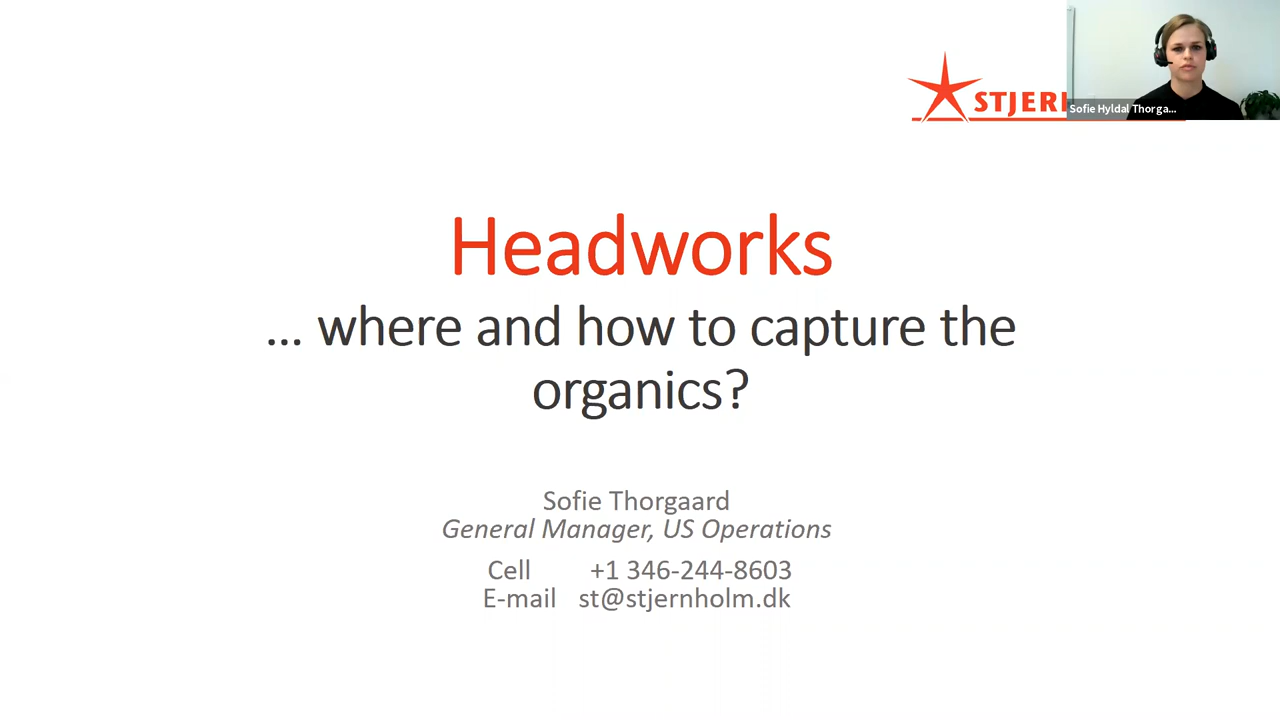 STJER
Sofie Hyldal Thorga...
Headworks
... where and how to capture the
organics?
Sofie Thorgaard
General Manager, US Operations
Cell +1 346-244-8603
E-mail st@stjernholm.dk